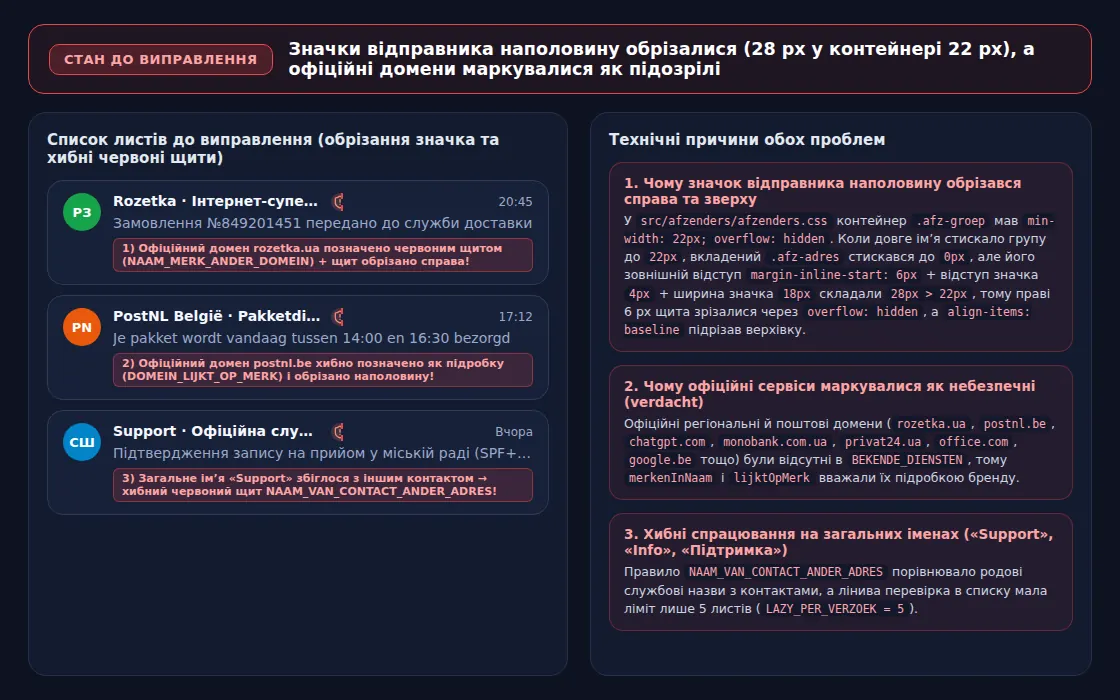 СТАН ДО ВИПРАВЛЕННЯ
Значки відправника наполовину обрізалися (28 px у контейнері 22 px), а
офіційні домени маркувалися як підозрілі
Список листів до виправлення (обрізання значка та
хибні червоні щити)
РЗ
Rozetka · Інтернет-супе...
20:45
Замовлення №849201451 передано до служби доставки
1) Офіційний домен rozetka.ua позначено червоним щитом
(NAAM_MERK_ANDER_DOMEIN) + щит обрізано справа!
PN
PostNL België · Pakketdi...
17:12
Je pakket wordt vandaag tussen 14:00 en 16:30 bezorgd
2) Офіційний домен postnl.be хибно позначено як підробку
(DOMEIN_LIJKT_OP_MERK) і обрізано наполовину!
СШ
Support · Офіційна слу...
Вчора
Підтвердження запису на прийом у міській раді (SPF+...
3) Загальне ім’я «Support» збіглося з іншим контактом →
хибний червоний щит NAAM_VAN_CONTACT_ANDER_ADRES!
Технічні причини обох проблем
1. Чому значок відправника наполовину обрізався
справа та зверху
У src/afzenders/afzenders.css контейнер .afz-groep мав min-
width: 22px; overflow: hidden. Коли довге ім’я стискало групу
до 22px, вкладений .afz-adres стискався до 0px, але його
зовнішній відступ margin-inline-start: 6px + відступ значка
4px + ширина значка 18px складали 28px > 22px, тому праві
6 px щита зрізалися через overflow: hidden, а align-items:
baseline підрізав верхівку.
2. Чому офіційні сервіси маркувалися як небезпечні
(verdacht)
Офіційні регіональні й поштові домени (rozetka.ua, postnl.be,
chatgpt.com, monobank.com.ua, privat24.ua, office.com,
google.be тощо) були відсутні в BEKENDE_DIENSTEN, тому
merkenInNaam і lijktOpMerk вважали їх підробкою бренду.
3. Хибні спрацювання на загальних іменах («Support»,
«Info», «Підтримка»)
Правило NAAM_VAN_CONTACT_ANDER_ADRES порівнювало родові
службові назви з контактами, а лінива перевірка в списку мала
ліміт лише 5 листів (LAZY_PER_VERZOEK = 5).